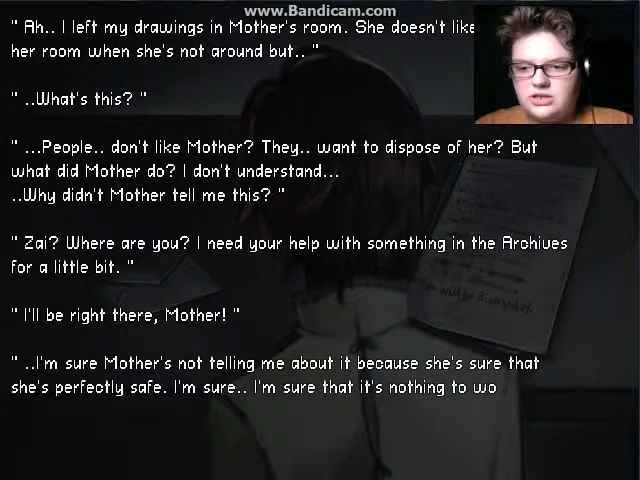 www.Bandicam.com
" Ah.. I left my drawings in Mother's room. She doesn't like
her room when she's not around but.. "
" ..What's this? "
" ...People.. don't like Mother? They.. want to dispose of her? But
what did Mother do? I don't understand...
..Why didn't Mother tell me this? "
" Zai? Where are you? I need your help with something in the Archives
for a little bit. "
" I'll be right there, Mother! "
" ..I'm sure Mother's not telling me about it because she's sure that
she's perfectly safe. I'm sure.. I'm sure that it's nothing to wo
will be disposed of.